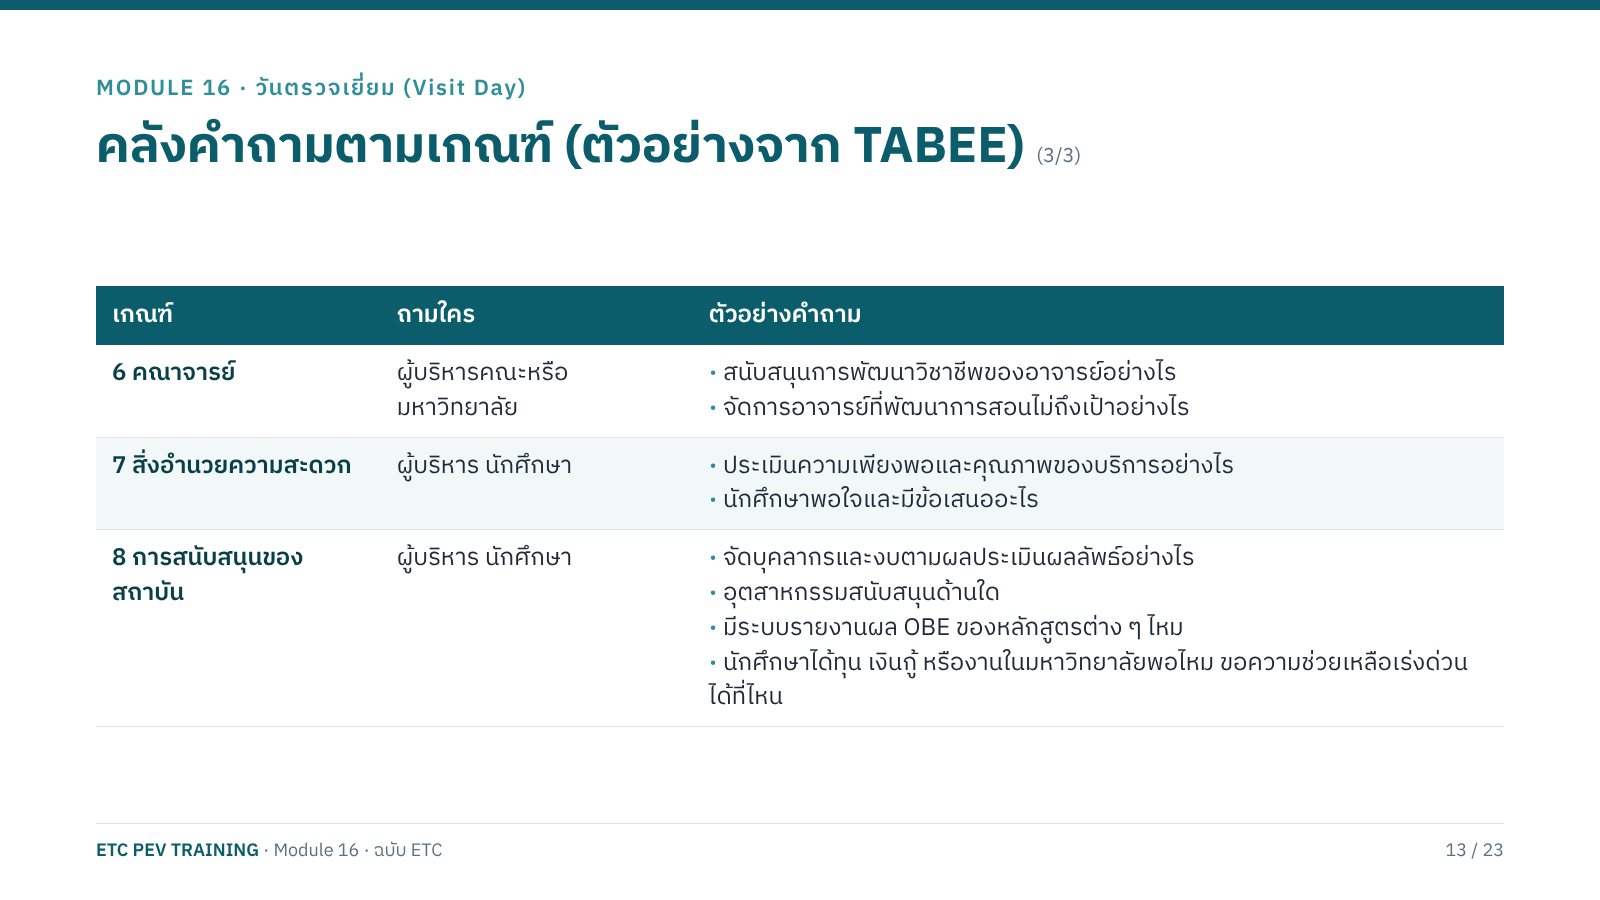 MODULE 16 · วันตรวจเยี่ยม (Visit Day)
คลังคำถามตามเกณฑ์ (ตัวอย่างจาก TABEE) (3/3)
เกณฑ์ ถามใคร ตัวอย่างคำถาม
6 คณาจารย์ ผู้บริหารคณะหรือ • สนับสนุนการพัฒนาวิชาชีพของอาจารย์อย่างไร
มหาวิทยาลัย • จัดการอาจารย์ที่พัฒนาการสอนไม่ถึงเป้าอย่างไร
7 สิ่งอำนวยความสะดวก ผู้บริหาร นักศึกษา • ประเมินความเพียงพอและคุณภาพของบริการอย่างไร
• นักศึกษาพอใจและมีข้อเสนออะไร
8 การสนับสนุนของ ผู้บริหาร นักศึกษา • จัดบุคลากรและงบตามผลประเมินผลลัพธ์อย่างไร
สถาบัน • อุตสาหกรรมสนับสนุนด้านใด
• มีระบบรายงานผล OBE ของหลักสูตรต่าง ๆ ไหม
• นักศึกษาได้ทุน เงินกู้ หรืองานในมหาวิทยาลัยพอไหม ขอความช่วยเหลือเร่งด่วน
ได้ที่ไหน
ETC PEV TRAINING · Module 16 · ฉบับ ETC 13 / 23